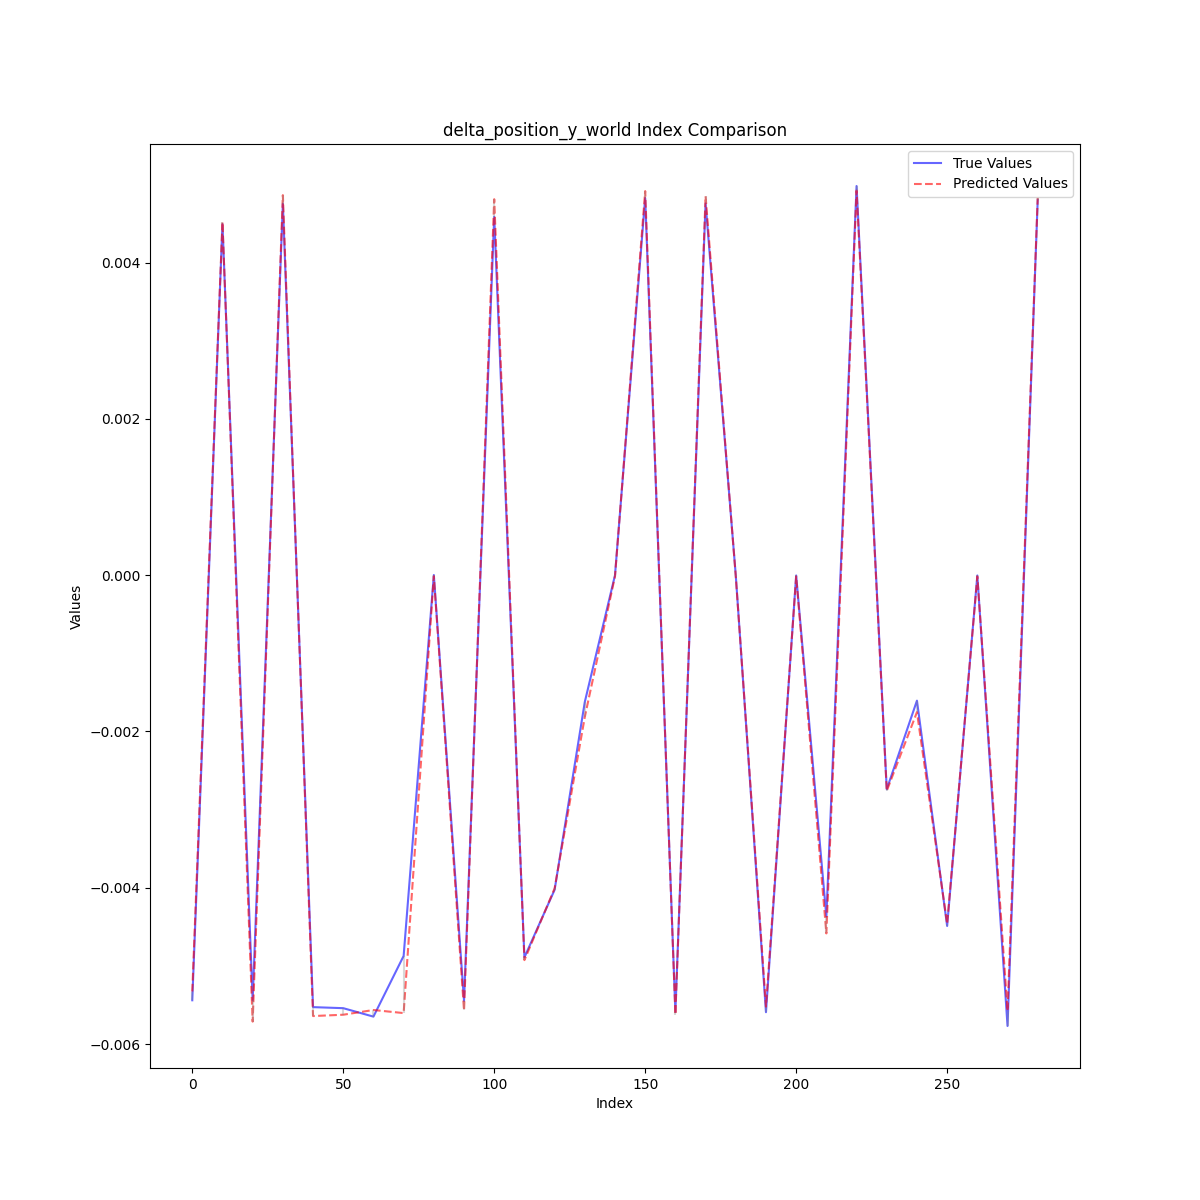 delta_position_y_world Index Comparison
True Values
Predicted Values
0.004
0.002
0.000
−0.002
−0.004
−0.006
Values
0 50 100 150 200 250
Index